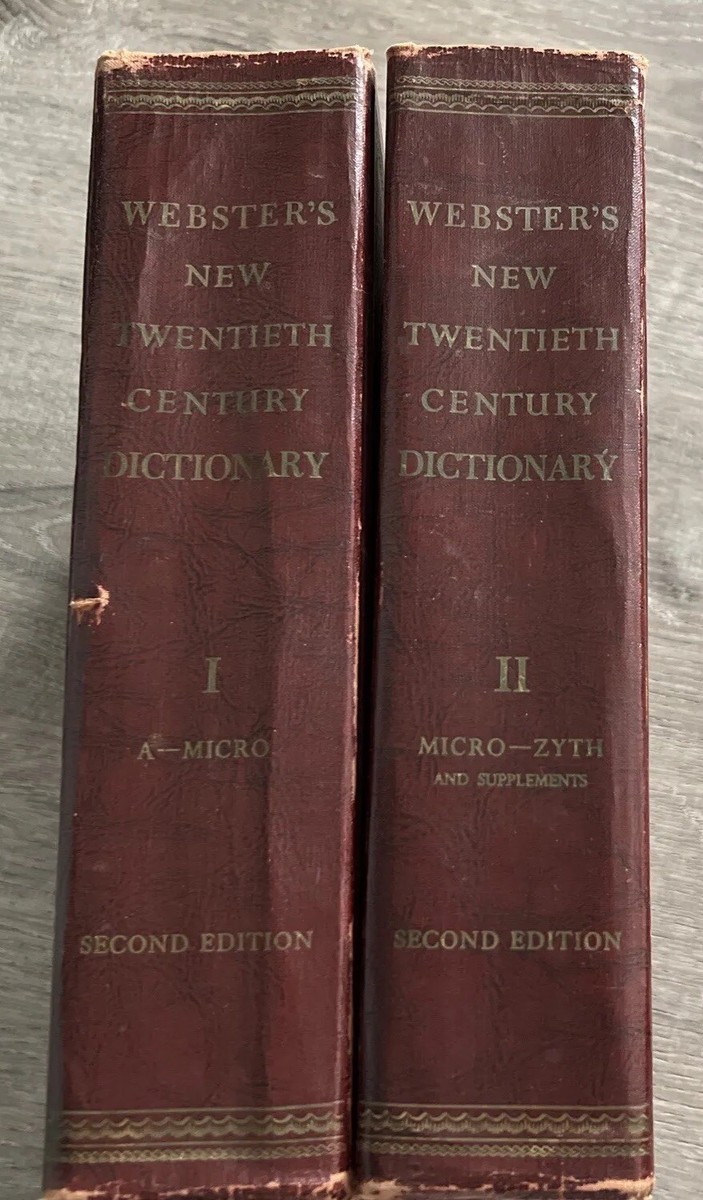 WEBSTER'S
NEW
TWENTIETH
CENTURY
DICTIONARY
I
A—MICRO
SECOND EDITION
WEBSTER'S
NEW
TWENTIETH
CENTURY
DICTIONARY
II
MICRO—ZYTH
AND SUPPLEMENTS
SECOND EDITION